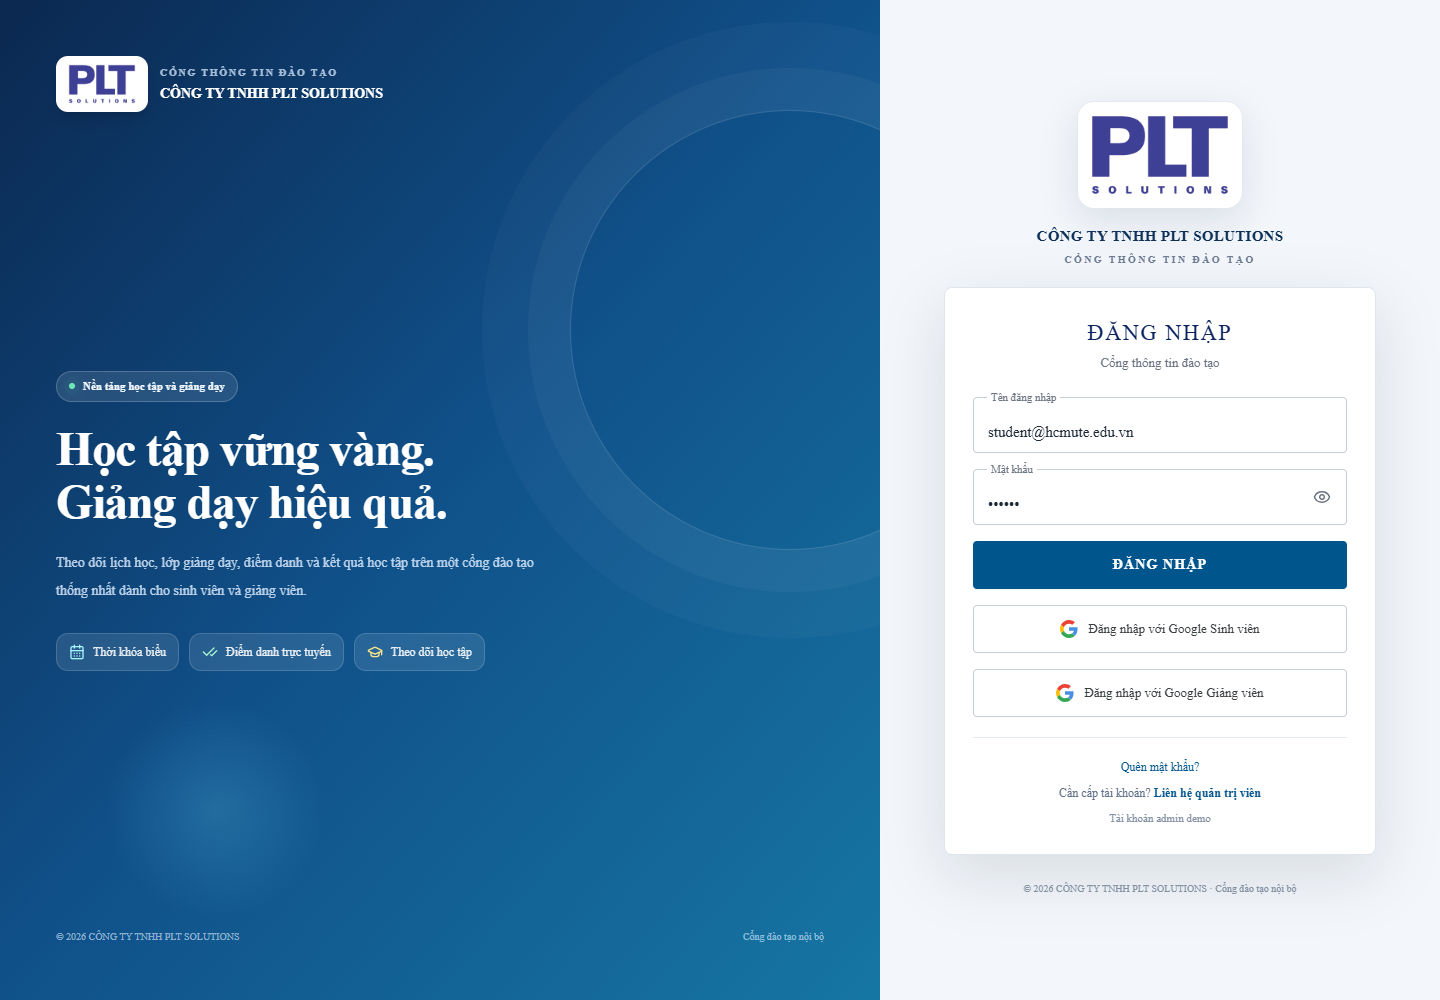 PLT
SOLUTIONS
CỔNG THÔNG TIN ĐÀO TẠO
CÔNG TY TNHH PLT SOLUTIONS
Nền tảng học tập và giảng dạy
Học tập vững vàng.
Giảng dạy hiệu quả.
Theo dõi lịch học, lớp giảng dạy, điểm danh và kết quả học tập trên một cổng đào tạo
thống nhất dành cho sinh viên và giảng viên.
Thời khóa biểu
Điểm danh trực tuyến
Theo dõi học tập
© 2026 CÔNG TY TNHH PLT SOLUTIONS
Cổng đào tạo nội bộ
PLT
SOLUTIONS
CÔNG TY TNHH PLT SOLUTIONS
CỔNG THÔNG TIN ĐÀO TẠO
ĐĂNG NHẬP
Cổng thông tin đào tạo
Tên đăng nhập
student@hcmute.edu.vn
Mật khẩu
••••••
ĐĂNG NHẬP
Đăng nhập với Google Sinh viên
Đăng nhập với Google Giảng viên
Quên mật khẩu?
Cần cấp tài khoản? Liên hệ quản trị viên
Tài khoản admin demo
© 2026 CÔNG TY TNHH PLT SOLUTIONS · Cổng đào tạo nội bộ